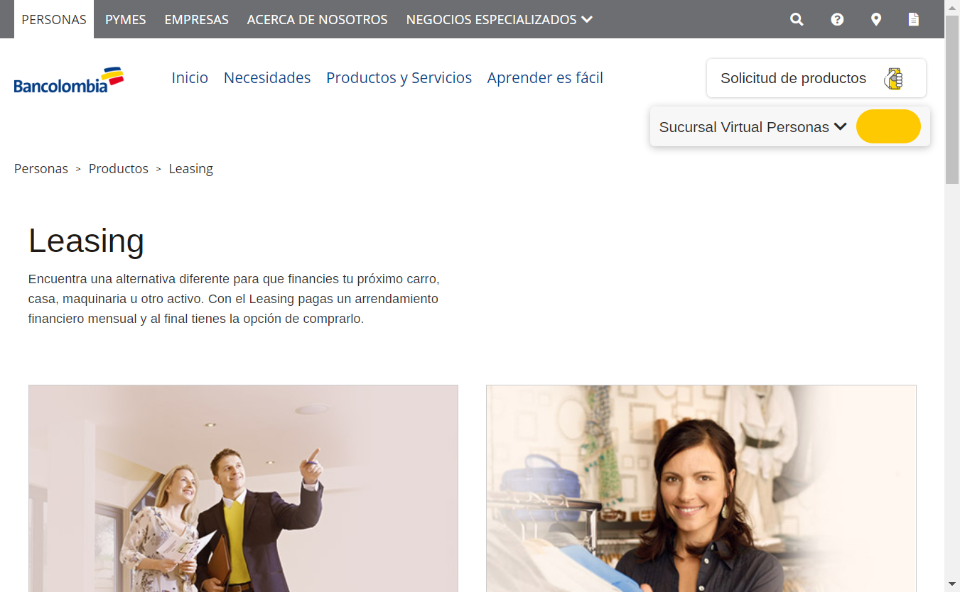 PERSONAS PYMES EMPRESAS ACERCA DE NOSOTROS NEGOCIOS ESPECIALIZADOS
Bancolombia
Inicio Necesidades Productos y Servicios Aprender es fácil
Solicitud de productos
Sucursal Virtual Personas
Personas > Productos > Leasing
Leasing
Encuentra una alternativa diferente para que financies tu próximo carro,
casa, maquinaria u otro activo. Con el Leasing pagas un arrendamiento
financiero mensual y al final tienes la opción de comprarlo.